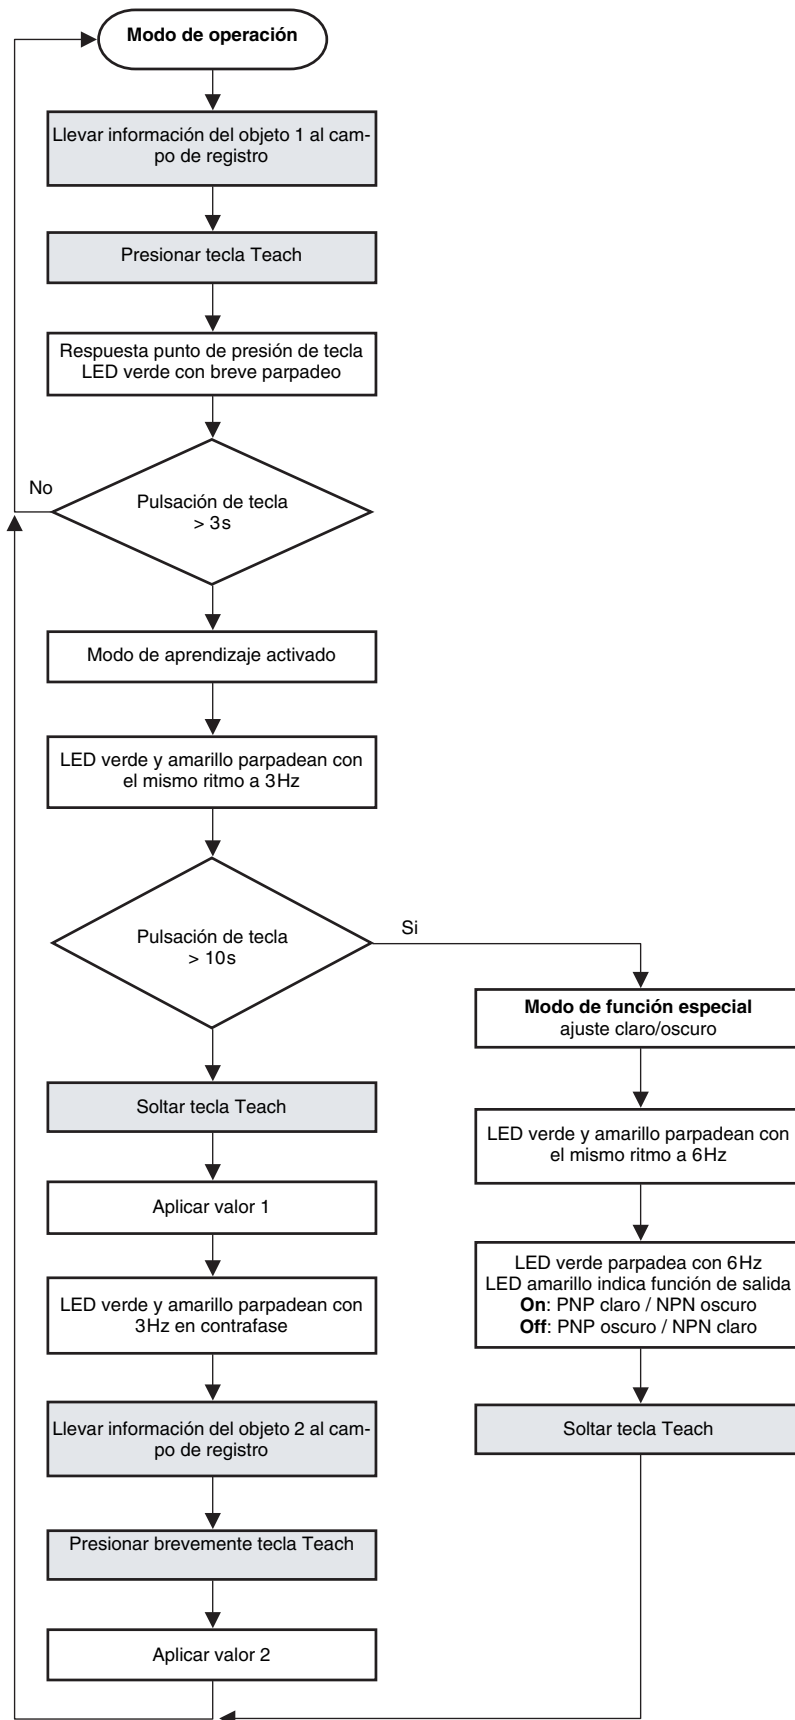 Modo de operación
Llevar información del objeto 1 al cam-
po de registro
Presionar tecla Teach
Respuesta punto de presión de tecla
LED verde con breve parpadeo
No
Pulsación de tecla
> 3s
Modo de aprendizaje activado
LED verde y amarillo parpadean con
el mismo ritmo a 3Hz
Pulsación de tecla
> 10s
Si
Soltar tecla Teach
Aplicar valor 1
LED verde y amarillo parpadean con
3Hz en contrafase
Llevar información del objeto 2 al cam-
po de registro
Presionar brevemente tecla Teach
Aplicar valor 2
Modo de función especial
ajuste claro/oscuro
LED verde y amarillo parpadean con
el mismo ritmo a 6Hz
LED verde parpadea con 6Hz
LED amarillo indica función de salida
On: PNP claro / NPN oscuro
Off: PNP oscuro / NPN claro
Soltar tecla Teach